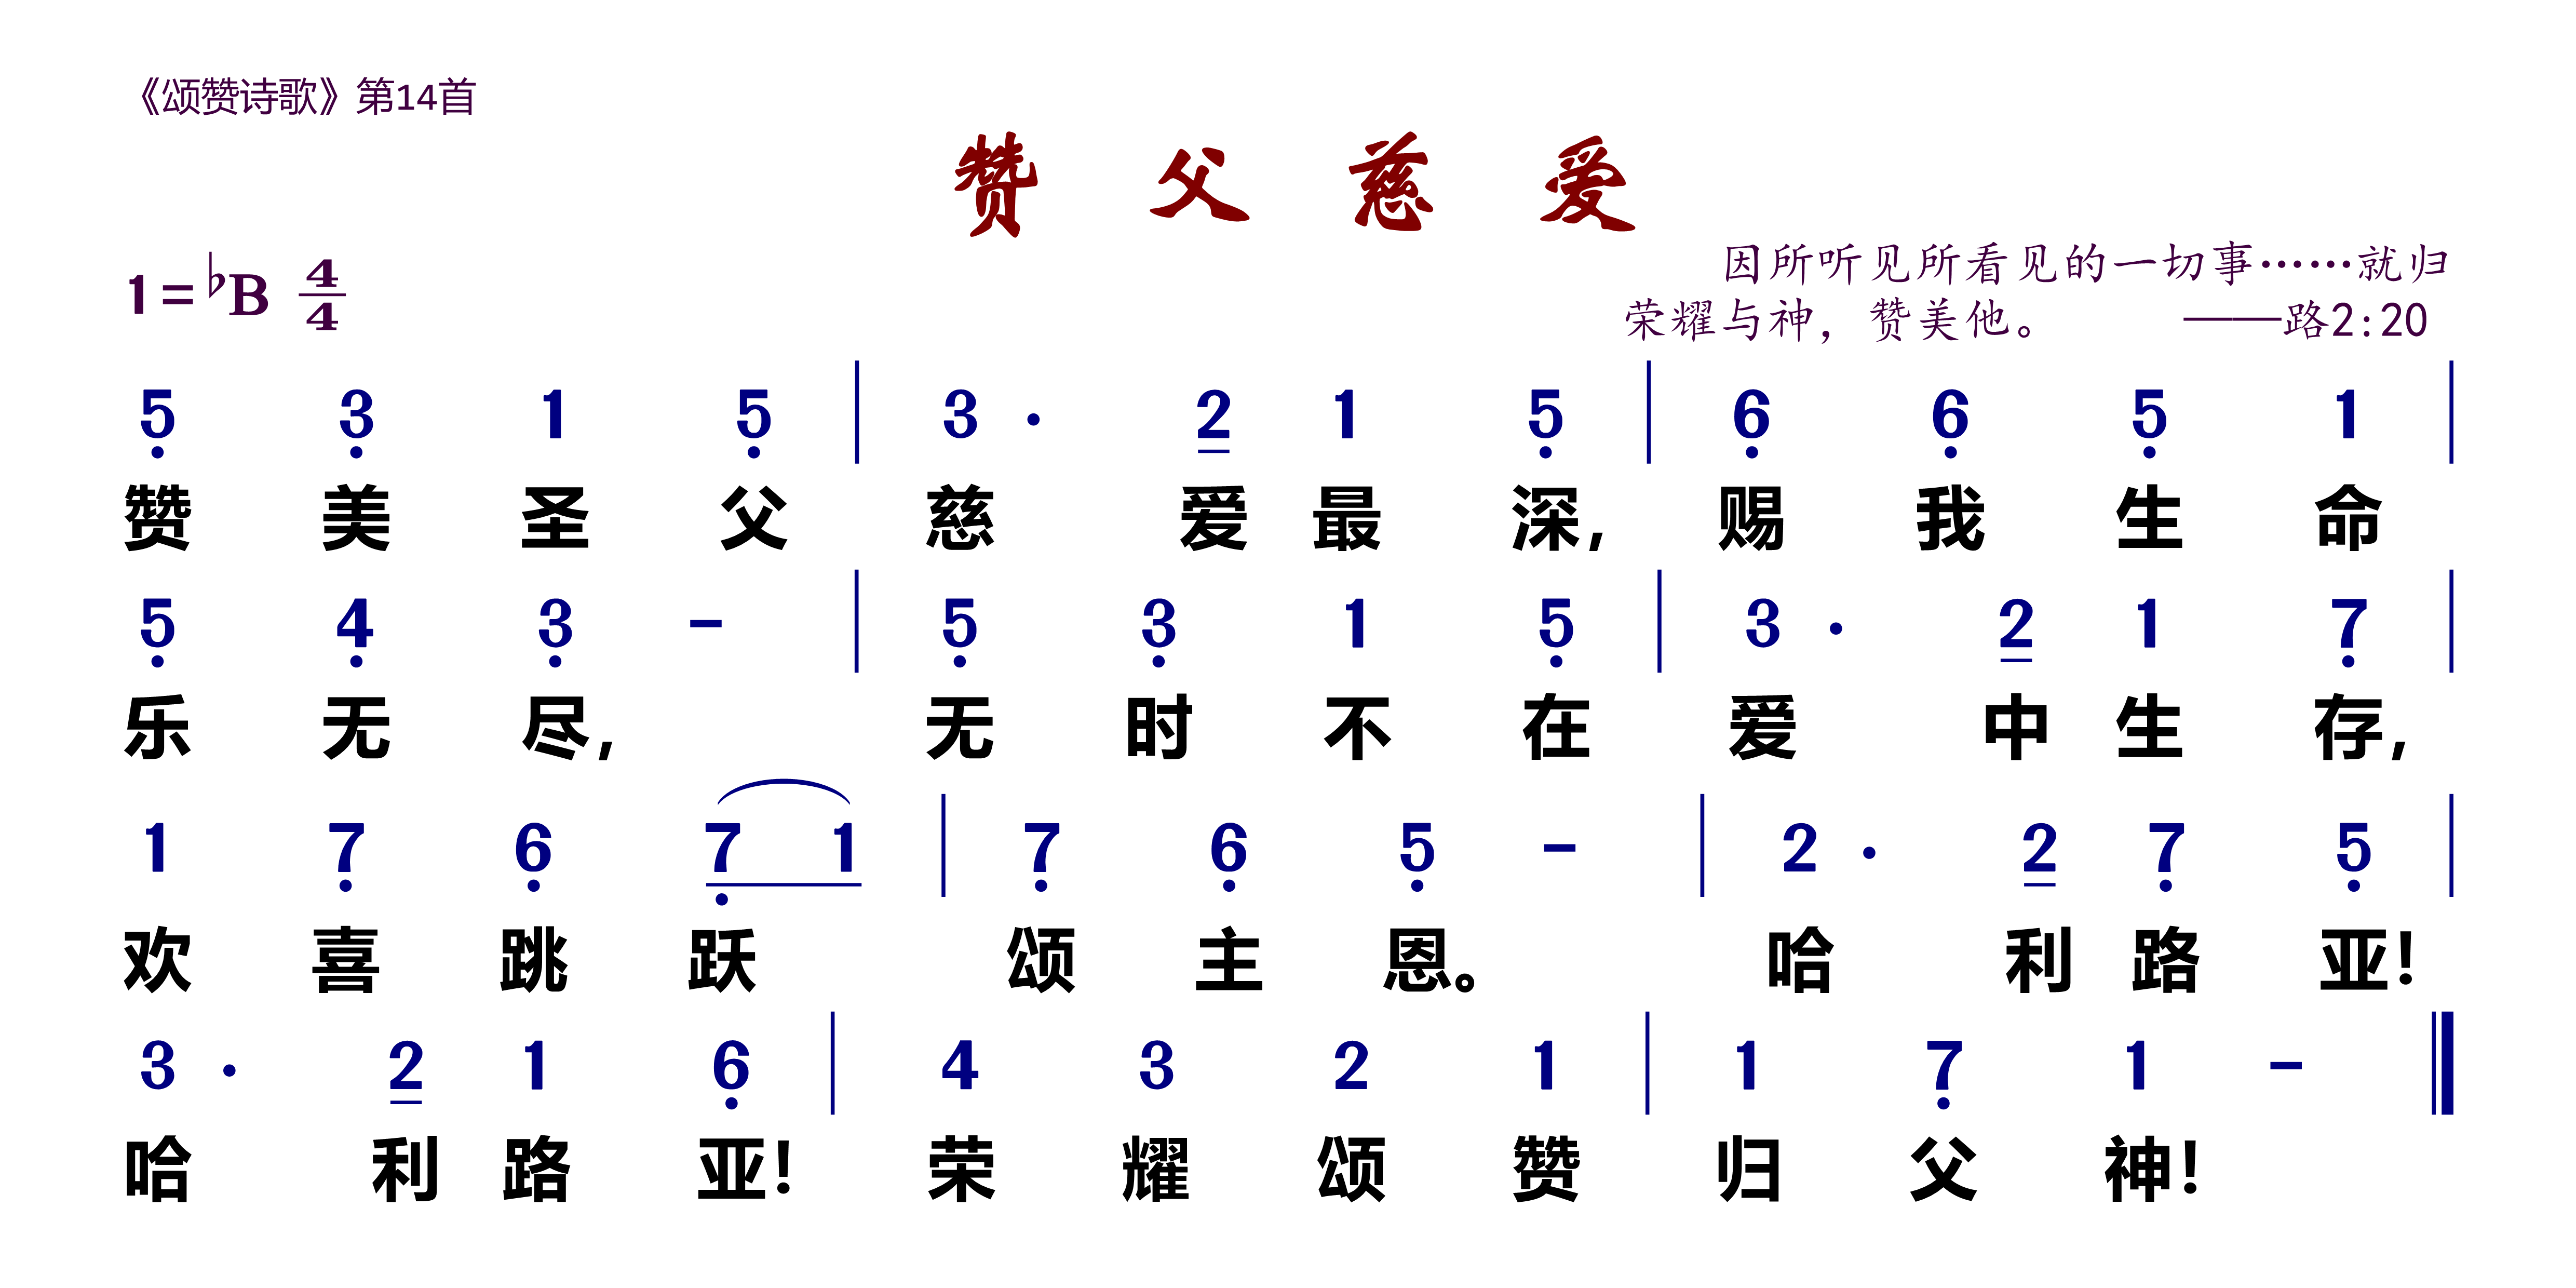 《颂赞诗歌》第14首
赞 父 慈 爱
1=♭B 4/4
因所听见所看见的一切事……就归
荣耀与神，赞美他。 ——路2:20
5̣ 3̣ 1 5̣ | 3 · 2̲ 1 5̣ | 6̣ 6̣ 5̣ 1 |
赞 美 圣 父 慈 爱 最 深, 赐 我 生 命
5̣ 4̣ 3̣ - | 5̣ 3̣ 1 5̣ | 3 · 2̲ 1 7̣ |
乐 无 尽, 无 时 不 在 爱 中 生 存,
1 7̣ 6̣ 7̲̣ 1̲ | 7̣ 6̣ 5̣ - | 2 · 2̲ 7̣ 5̣ |
欢 喜 跳 跃 颂 主 恩。 哈 利 路 亚!
3 · 2̲ 1 6̣ | 4 3 2 1 | 1 7̣ 1 - ‖
哈 利 路 亚! 荣 耀 颂 赞 归 父 神!